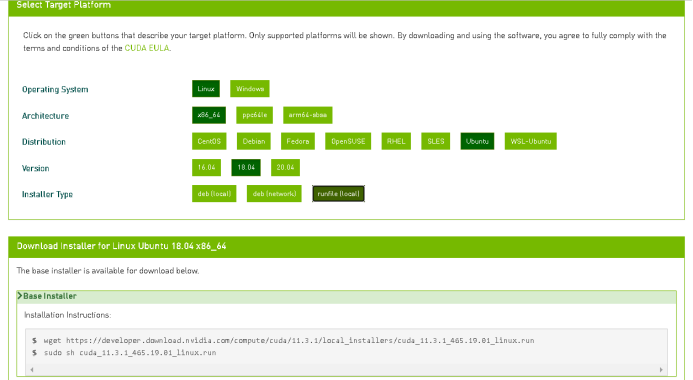 Select Target Platform
Click on the green buttons that describe your target platform. Only supported platforms will be shown. By downloading and using the software, you agree to fully comply with the
terms and conditions of the CUDA EULA.
Operating System Linux Windows
Architecture x86_64 ppc64le arm64-sbsa
Distribution CentOS Debian Fedora OpenSUSE RHEL SLES Ubuntu WSL-Ubuntu
Version 16.04 18.04 20.04
Installer Type deb (local) deb (network) runfile (local)
Download Installer for Linux Ubuntu 18.04 x86_64
The base installer is available for download below.
Base Installer
Installation Instructions:
$ wget https://developer.download.nvidia.com/compute/cuda/11.3.1/local_installers/cuda_11.3.1_465.19.01_linux.run
$ sudo sh cuda_11.3.1_465.19.01_linux.run